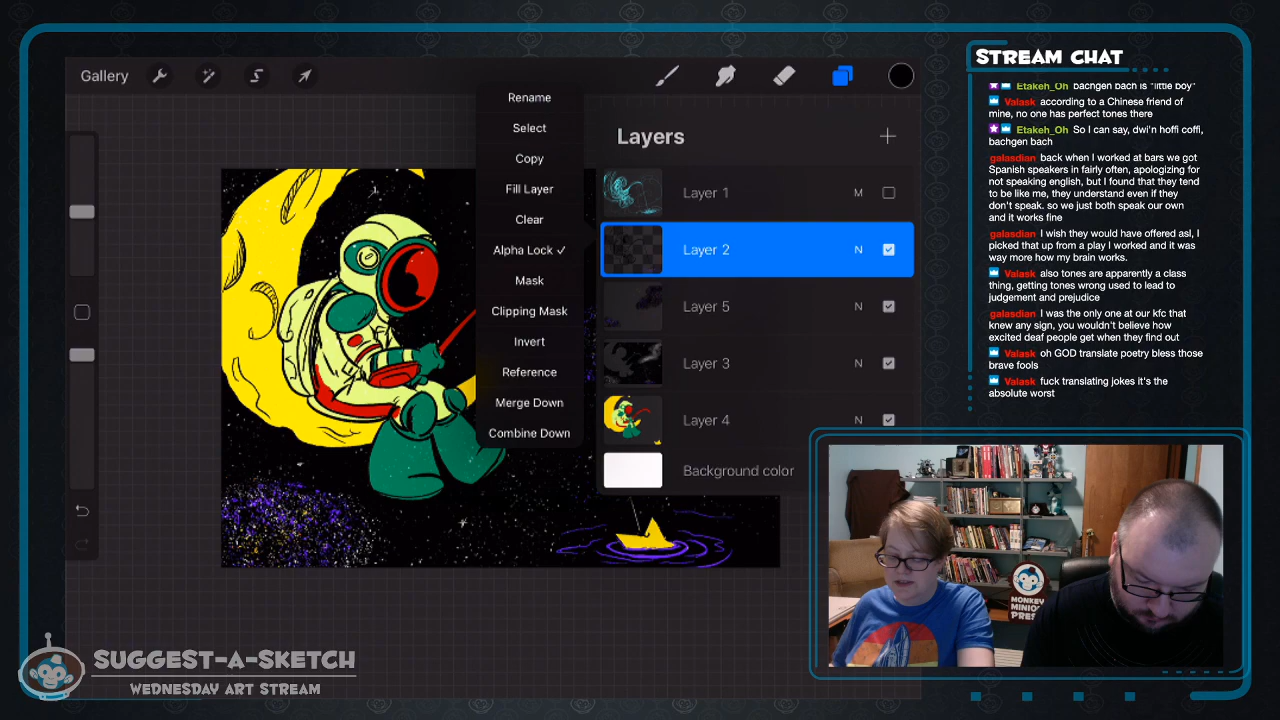 Gallery
Rename
Select
Copy
Fill Layer
Clear
Alpha Lock ✓
Mask
Clipping Mask
Invert
Reference
Merge Down
Combine Down
Layers
Layer 1 M
Layer 2 N
Layer 5 N
Layer 3 N
Layer 4 N
Background color
STREAM CHAT
Etakeh_Oh bachgen bach is "little boy"
Valask according to a Chinese friend of
mine, no one has perfect tones there
Etakeh_Oh So I can say, dwi'n hoffi coffi,
bachgen bach
galasdian back when I worked at bars we got
Spanish speakers in fairly often, apologizing for
not speaking english, but I found that they tend
to be like me, they understand even if they
don't speak. so we just both speak our own
and it works fine
galasdian I wish they would have offered asl, I
picked that up from a play I worked and it was
way more how my brain works.
Valask also tones are apparently a class
thing, getting tones wrong used to lead to
judgement and prejudice
galasdian I was the only one at our kfc that
knew any sign, you wouldn't believe how
excited deaf people get when they find out
Valask oh GOD translate poetry bless those
brave fools
Valask fuck translating jokes it's the
absolute worst
MONKEY
MINION
PRESS
SUGGEST-A-SKETCH
WEDNESDAY ART STREAM